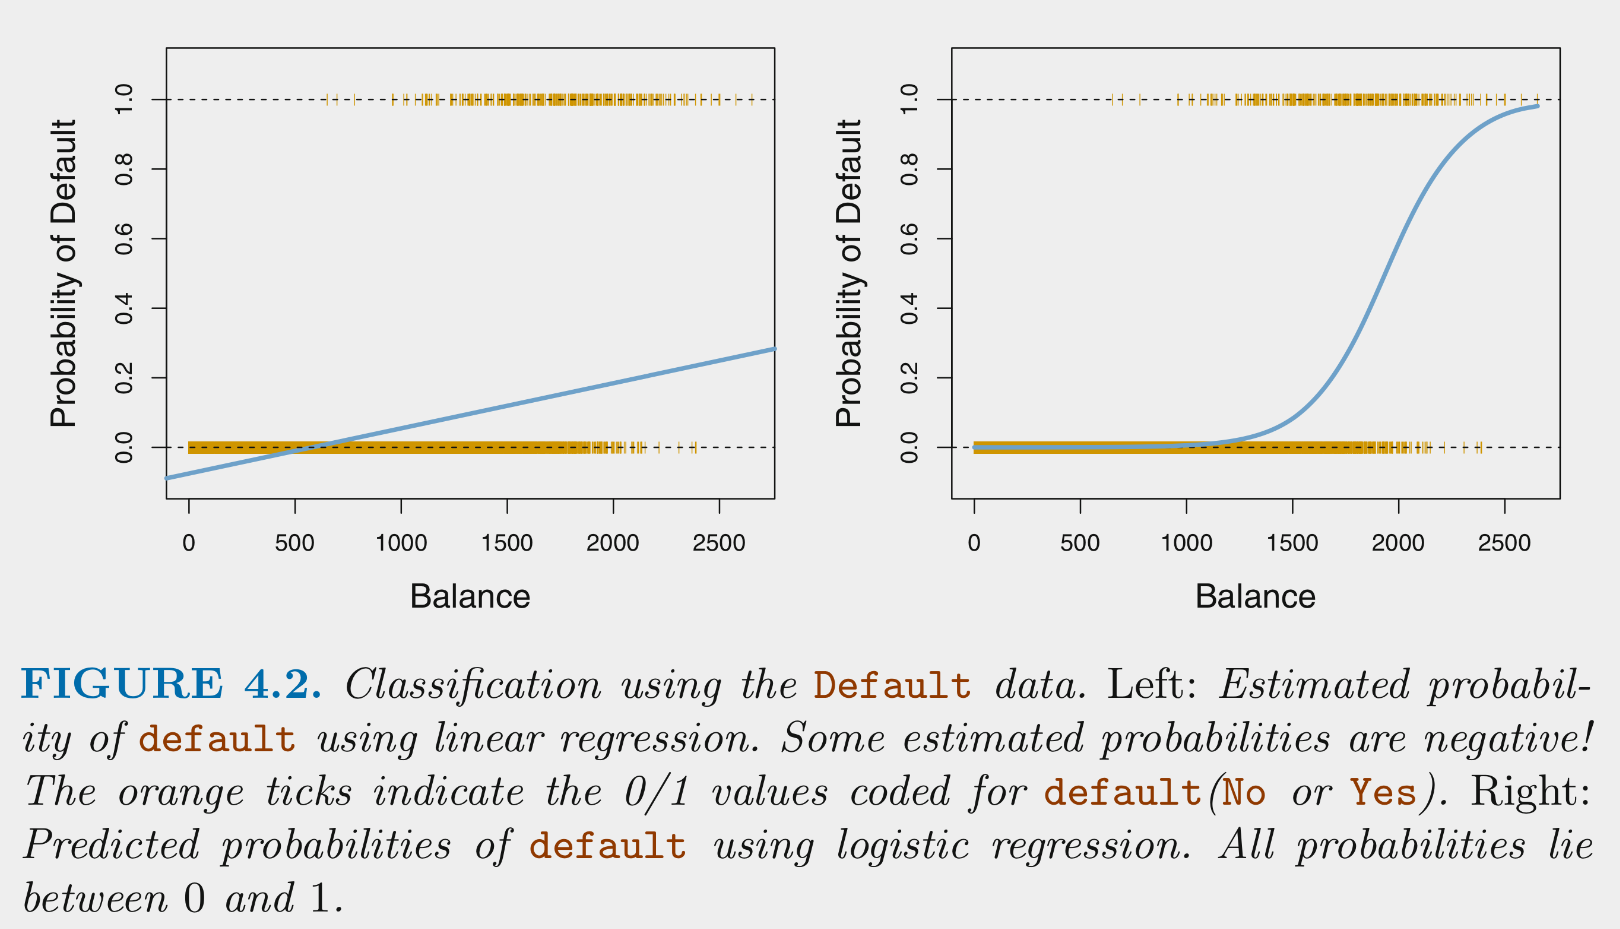 Probability of Default
0.0 0.2 0.4 0.6 0.8 1.0
0 500 1000 1500 2000 2500
Balance
Probability of Default
0.0 0.2 0.4 0.6 0.8 1.0
0 500 1000 1500 2000 2500
Balance
FIGURE 4.2. Classification using the Default data. Left: Estimated probabil-
ity of default using linear regression. Some estimated probabilities are negative!
The orange ticks indicate the 0/1 values coded for default(No or Yes). Right:
Predicted probabilities of default using logistic regression. All probabilities lie
between 0 and 1.